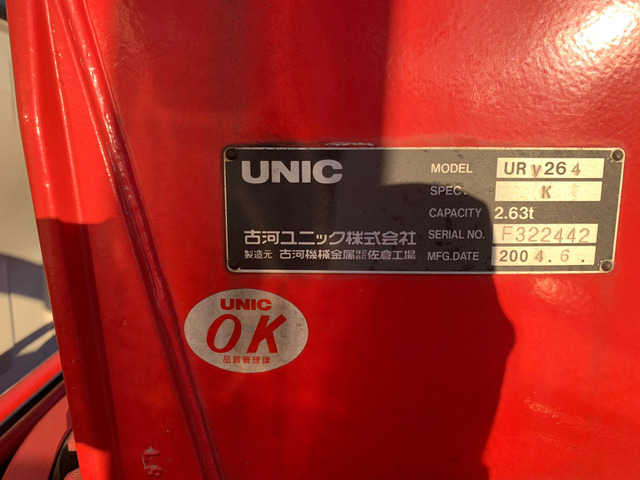 UNIC
MODEL URV264
SPEC. K
CAPACITY 2.63t
古河ユニック株式会社
SERIAL NO. F322442
製造元 古河機械金属株式会社佐倉工場
MFG.DATE 2004.6.
UNIC
OK
品質管理課